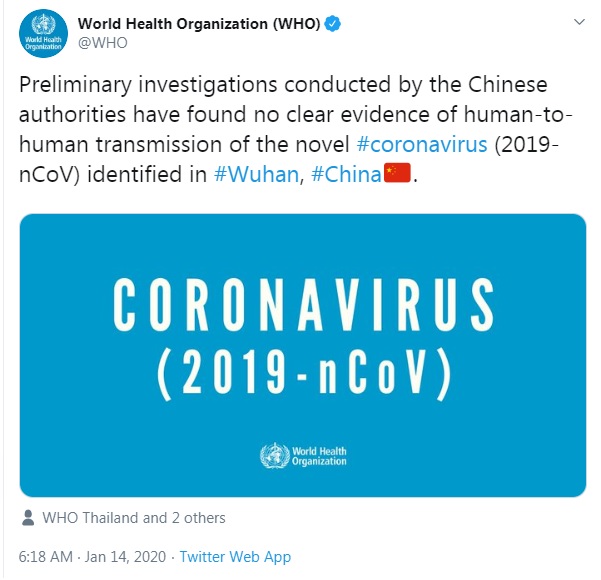 World Health Organization (WHO)
@WHO
World Health
Organization
Preliminary investigations conducted by the Chinese
authorities have found no clear evidence of human-to-
human transmission of the novel #coronavirus (2019-
nCoV) identified in #Wuhan, #China🇨🇳.
CORONAVIRUS
(2019-nCoV)
World Health
Organization
WHO Thailand and 2 others
6:18 AM · Jan 14, 2020 · Twitter Web App